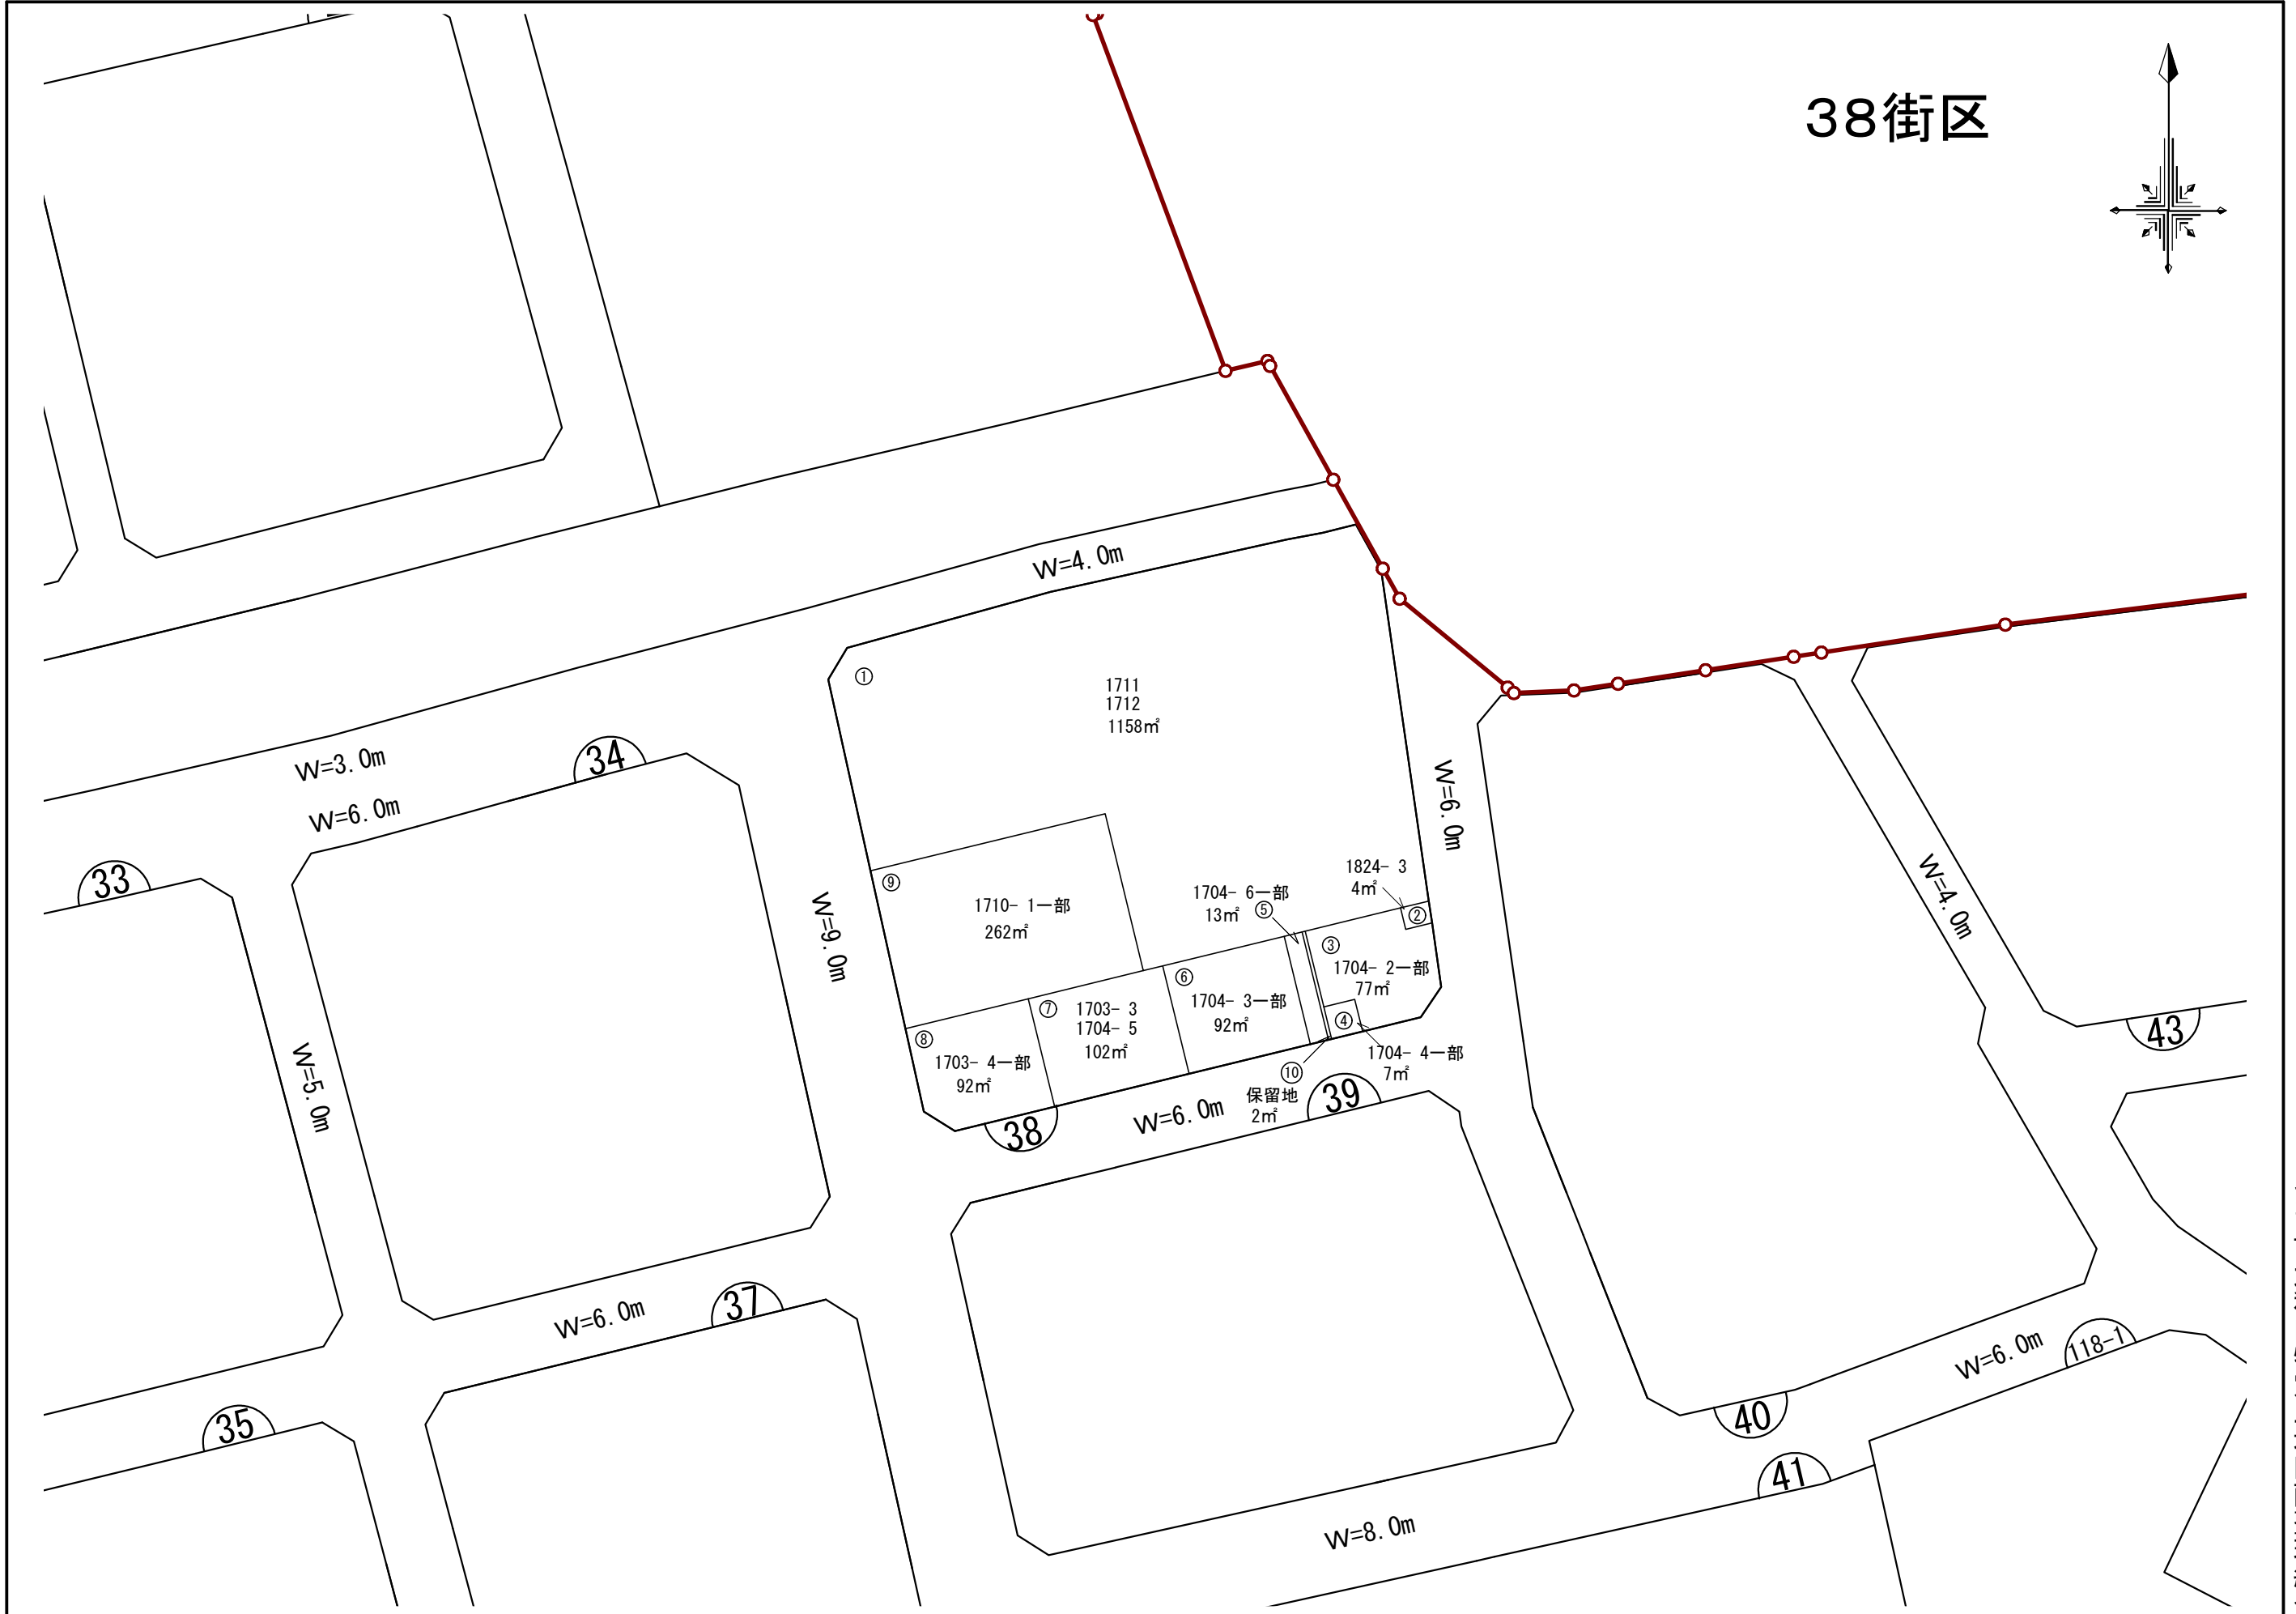 38街区
W=4.0m
①
1711
1712
1158㎡
W=3.0m
34
W=6.0m
W=6.0m
33
⑨
1710-1一部
262㎡
W=9.0m
1824-3
4㎡
②
1704-6一部
13㎡
⑤
③
1704-2一部
77㎡
W=4.0m
⑥
1704-3一部
92㎡
⑦
1703-3
1704-5
102㎡
④
1704-4一部
7㎡
⑧
1703-4一部
92㎡
⑩
保留地
2㎡
W=5.0m
38
W=6.0m
39
43
37
W=6.0m
118-1
W=6.0m
35
40
41
W=8.0m